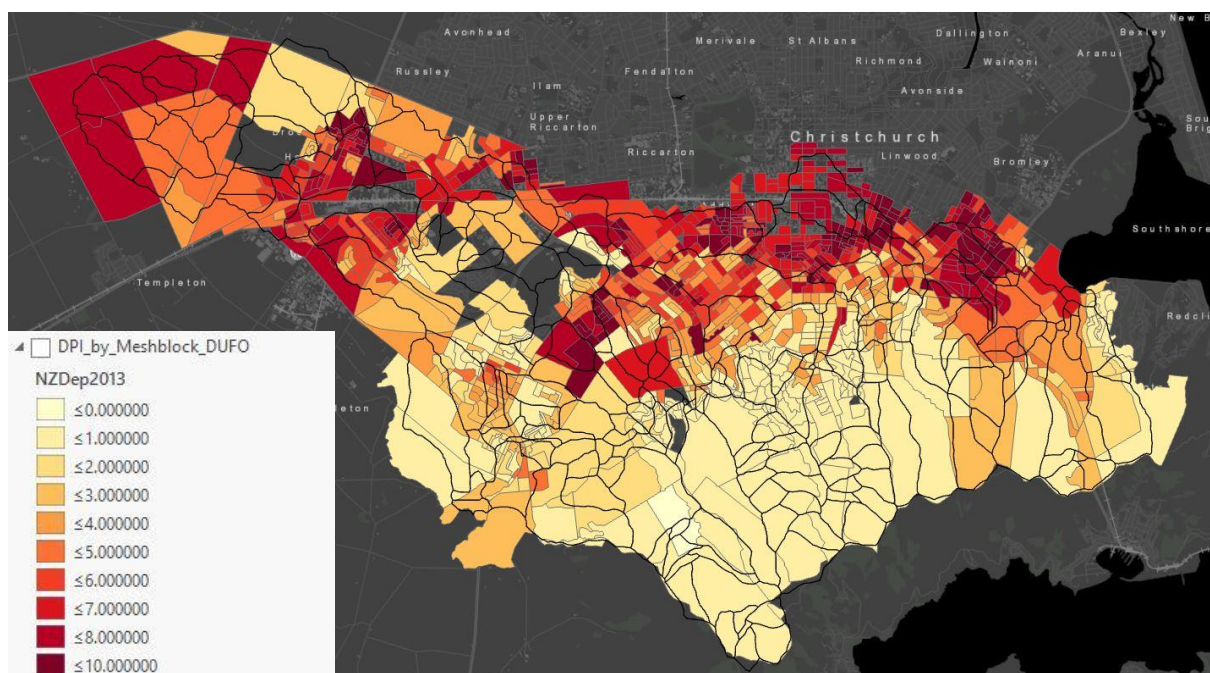 New B
Avonhead
Merivale
St Albans
Dallington
Bexley
Aranui
Russley
Fendalton
Richmond
Wainoni
Ilam
Avonside
Upper
Riccarton
Christchurch
Riccarton
Linwood
Bromley
Southshore
Templeton
Redcli
DPI_by_Meshblock_DUFO
NZDep2013
≤0.000000
≤1.000000
≤2.000000
≤3.000000
≤4.000000
≤5.000000
≤6.000000
≤7.000000
≤8.000000
≤10.000000